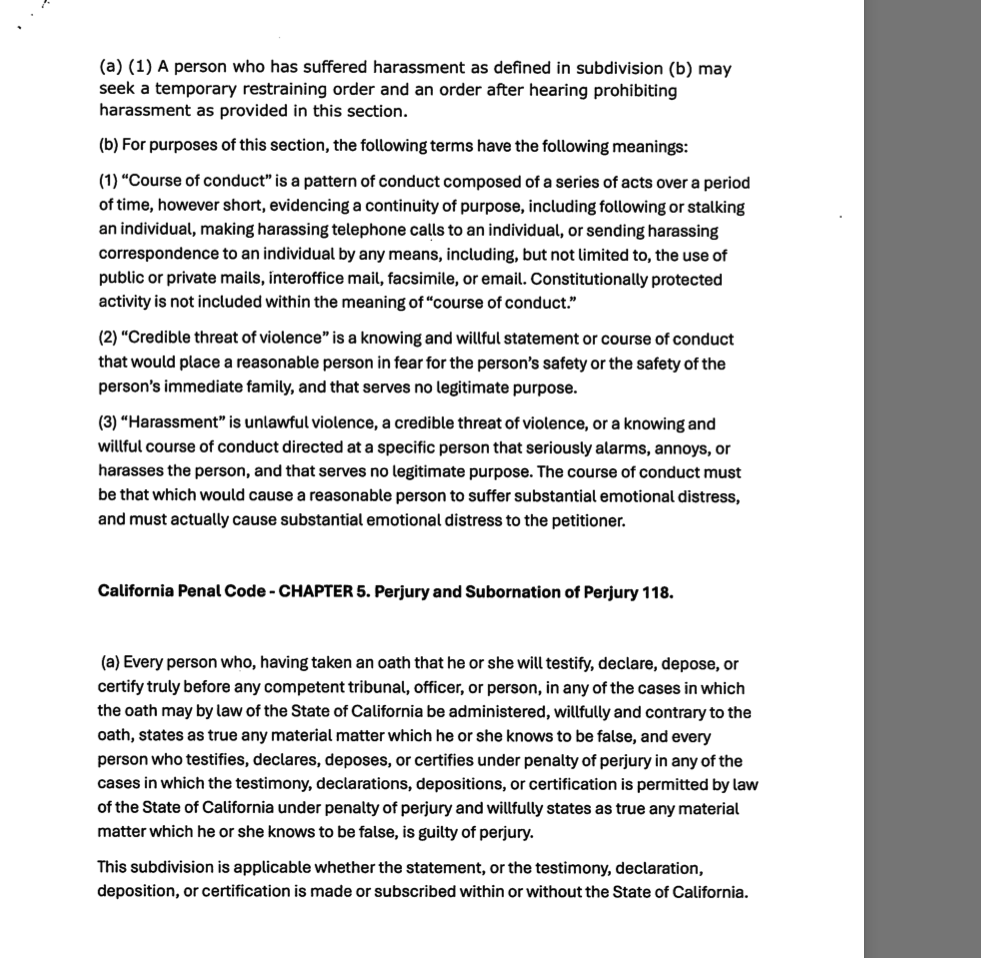 (a) (1) A person who has suffered harassment as defined in subdivision (b) may
seek a temporary restraining order and an order after hearing prohibiting
harassment as provided in this section.
(b) For purposes of this section, the following terms have the following meanings:
(1) “Course of conduct” is a pattern of conduct composed of a series of acts over a period
of time, however short, evidencing a continuity of purpose, including following or stalking
an individual, making harassing telephone calls to an individual, or sending harassing
correspondence to an individual by any means, including, but not limited to, the use of
public or private mails, interoffice mail, facsimile, or email. Constitutionally protected
activity is not included within the meaning of “course of conduct.”
(2) “Credible threat of violence” is a knowing and willful statement or course of conduct
that would place a reasonable person in fear for the person’s safety or the safety of the
person’s immediate family, and that serves no legitimate purpose.
(3) “Harassment” is unlawful violence, a credible threat of violence, or a knowing and
willful course of conduct directed at a specific person that seriously alarms, annoys, or
harasses the person, and that serves no legitimate purpose. The course of conduct must
be that which would cause a reasonable person to suffer substantial emotional distress,
and must actually cause substantial emotional distress to the petitioner.
California Penal Code - CHAPTER 5. Perjury and Subornation of Perjury 118.
(a) Every person who, having taken an oath that he or she will testify, declare, depose, or
certify truly before any competent tribunal, officer, or person, in any of the cases in which
the oath may by law of the State of California be administered, willfully and contrary to the
oath, states as true any material matter which he or she knows to be false, and every
person who testifies, declares, deposes, or certifies under penalty of perjury in any of the
cases in which the testimony, declarations, depositions, or certification is permitted by law
of the State of California under penalty of perjury and willfully states as true any material
matter which he or she knows to be false, is guilty of perjury.
This subdivision is applicable whether the statement, or the testimony, declaration,
deposition, or certification is made or subscribed within or without the State of California.